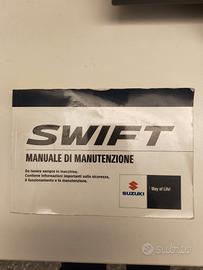 SWIFT
MANUALE DI MANUTENZIONE
Da tenere sempre in macchina.
Contiene informazioni importanti sulla sicurezza,
il funzionamento e la manutenzione.
SUZUKI
Way of Life!
Subito